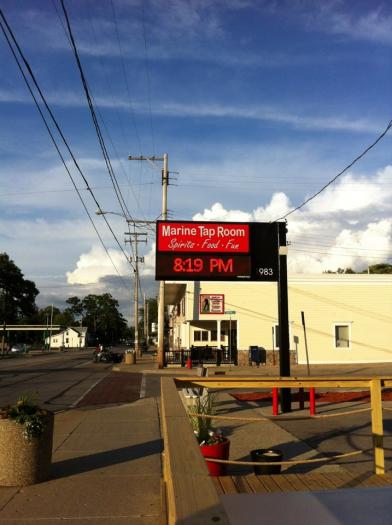 Marine Tap Room
Spirits · Food · Fun
8:19 PM
983